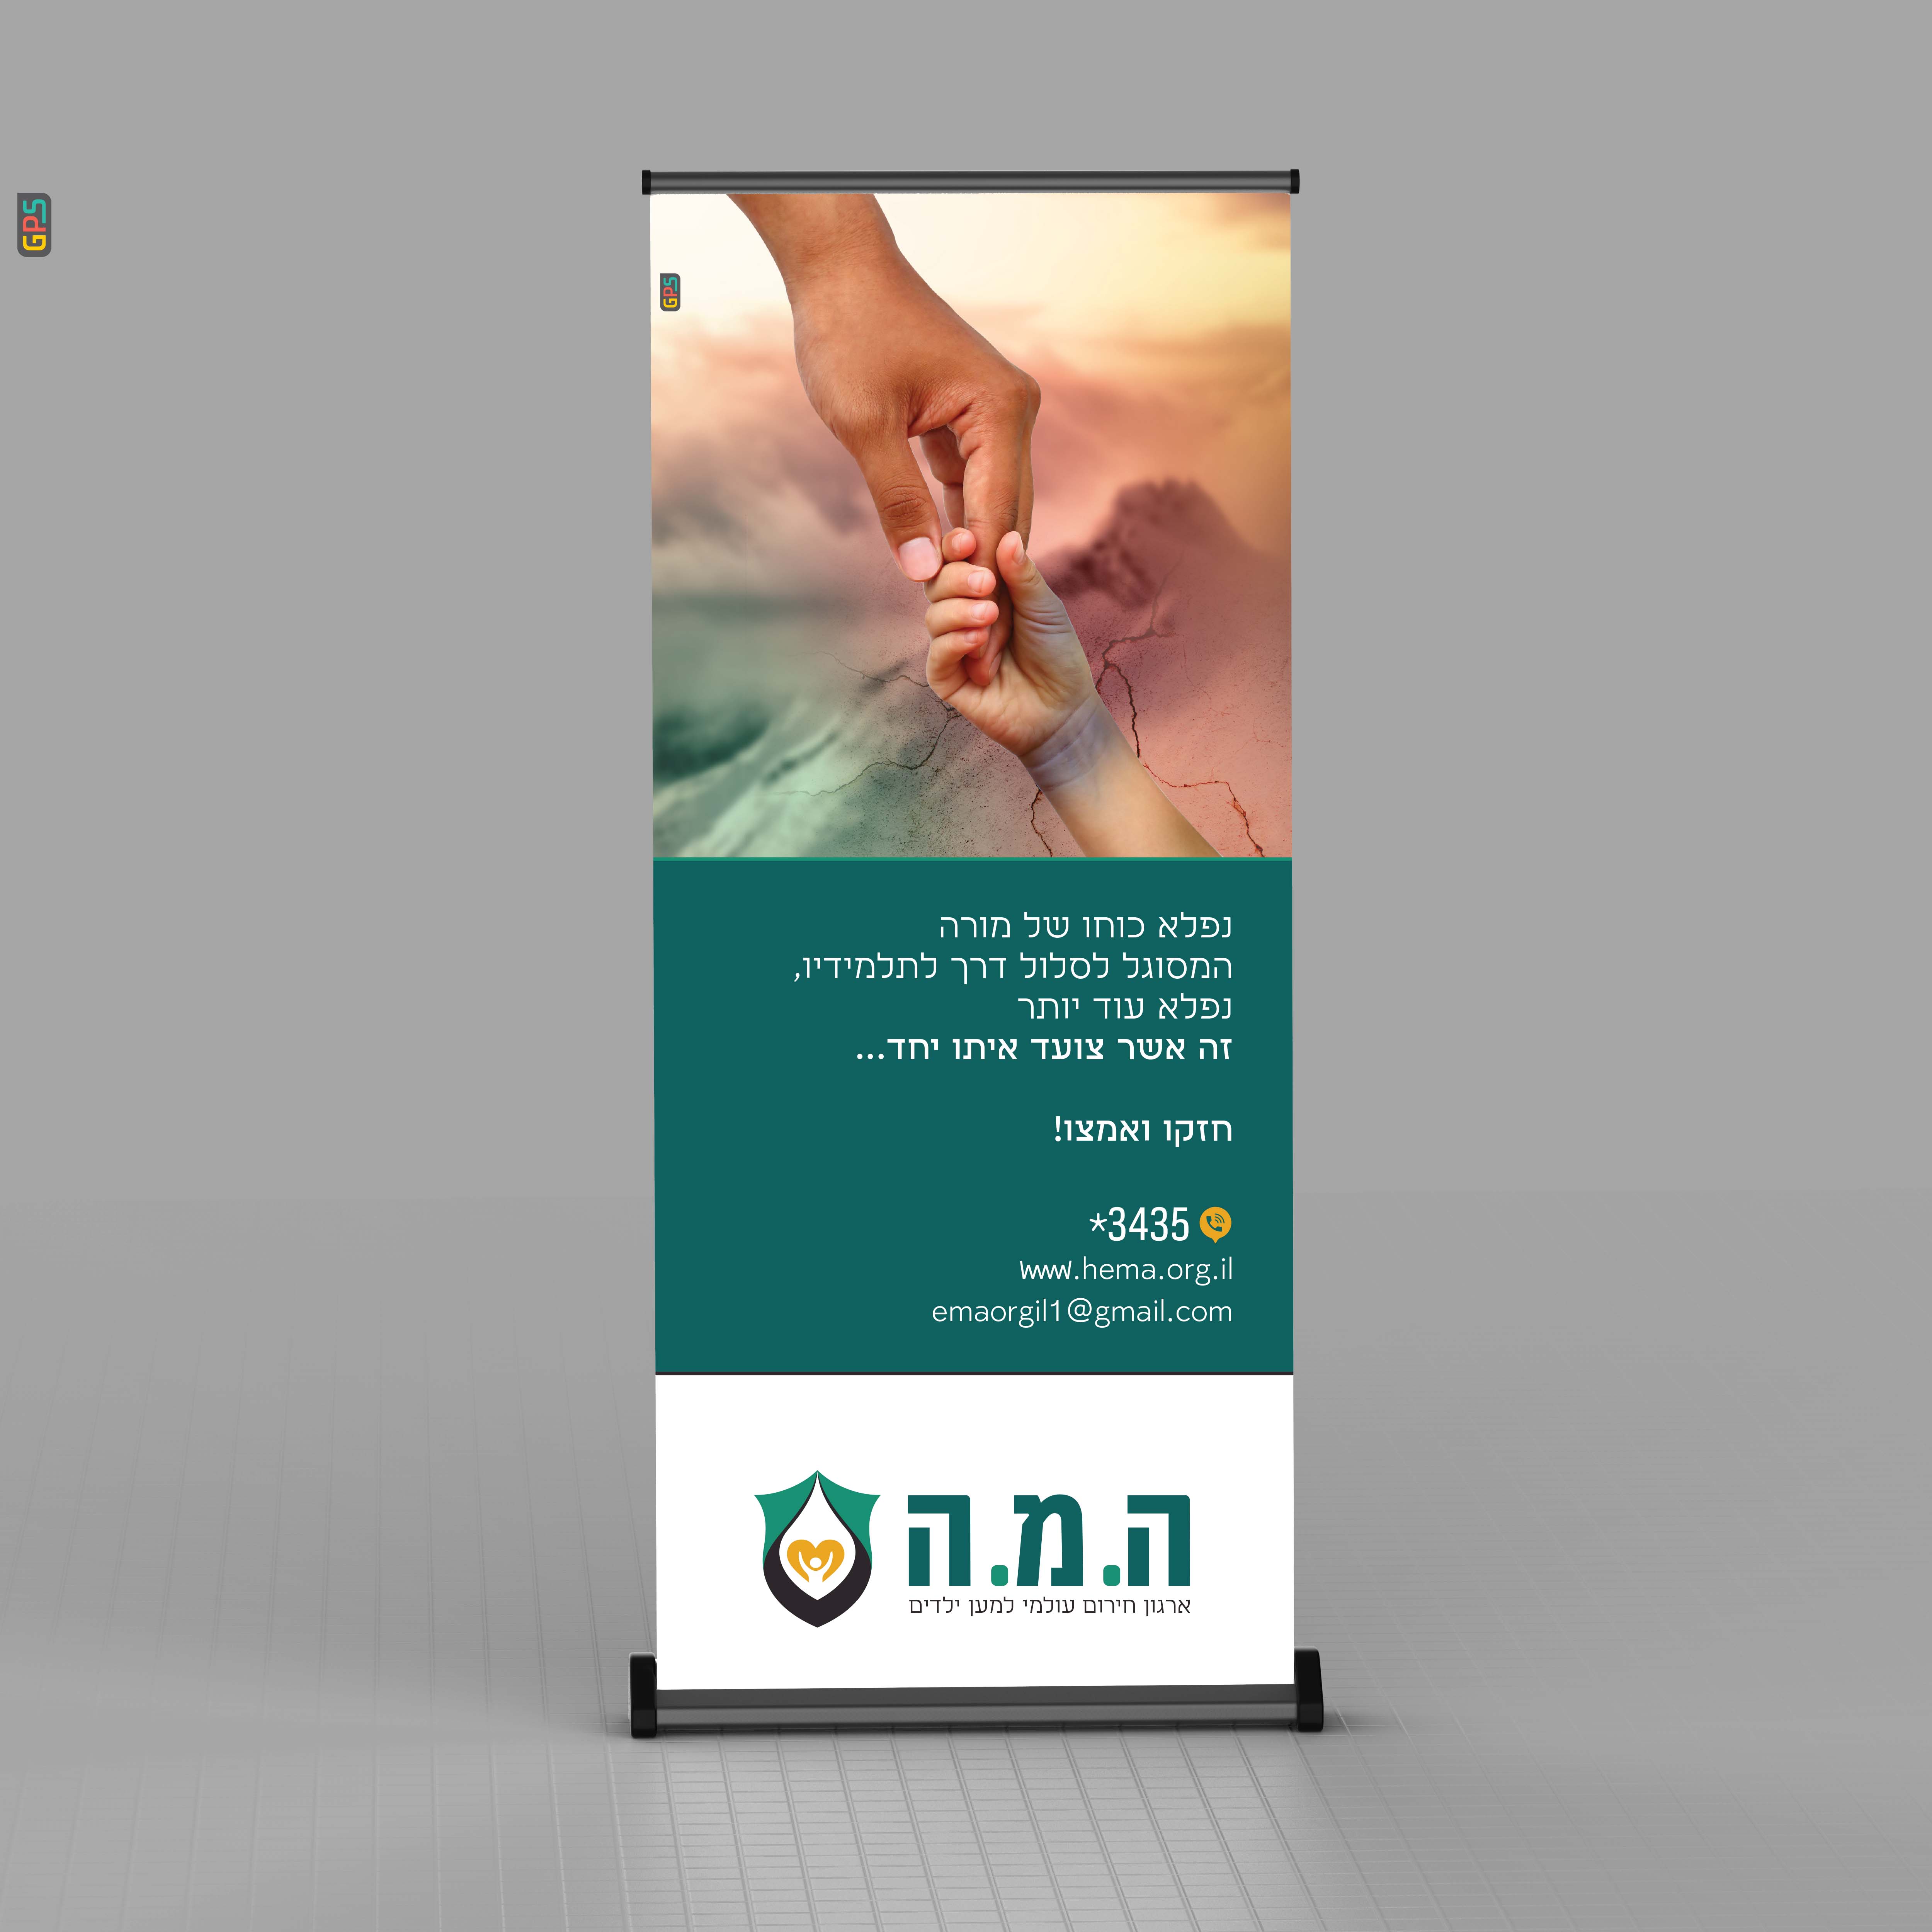 GPS
GPS
נפלא כוחו של מורה
המסוגל לסלול דרך לתלמידיו,
נפלא עוד יותר
זה אשר צועד איתו יחד...
חזקו ואמצו!
*3435
www.hema.org.il
emaorgil1@gmail.com
ה.מ.ה
ארגון חירום עולמי למען ילדים